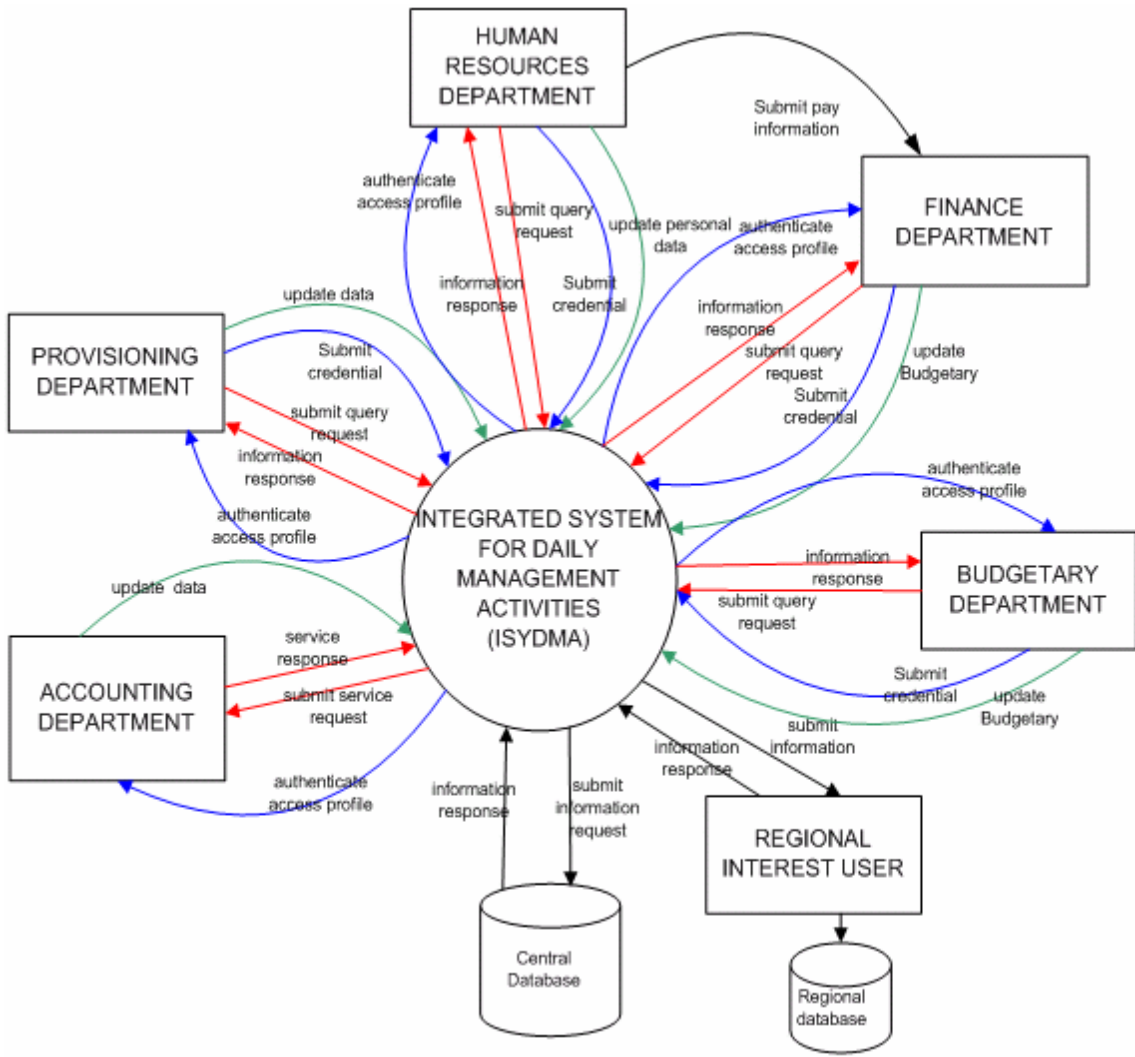 HUMAN
RESOURCES
DEPARTMENT
Submit pay
information
authenticate
access profile
submit query
request
update personal
data
authenticate
access profile
FINANCE
DEPARTMENT
information
response
Submit
credential
information
response
submit query
request
update
Budgetary
Submit
credential
update data
PROVISIONING
DEPARTMENT
Submit
credential
submit query
request
information
response
authenticate
access profile
INTEGRATED SYSTEM
FOR DAILY
MANAGEMENT
ACTIVITIES
(ISYDMA)
authenticate
access profile
information
response
submit query
request
BUDGETARY
DEPARTMENT
Submit
credential
update
Budgetary
update data
service
response
submit service
request
ACCOUNTING
DEPARTMENT
authenticate
access profile
information
response
submit
information
request
information
response
submit
information
REGIONAL
INTEREST USER
Central
Database
Regional
database